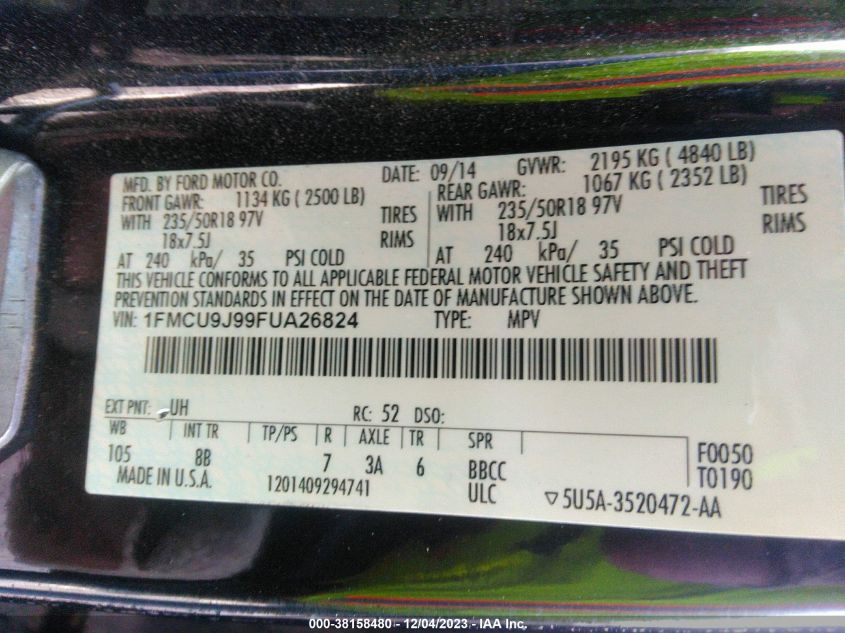 MFD. BY FORD MOTOR CO. DATE: 09/14 GVWR: 2195 KG ( 4840 LB)
FRONT GAWR: 1134 KG ( 2500 LB) REAR GAWR: 1067 KG ( 2352 LB)
WITH 235/50R18 97V TIRES WITH 235/50R18 97V TIRES
18x7.5J RIMS 18x7.5J RIMS
AT 240 kPa/ 35 PSI COLD AT 240 kPa/ 35 PSI COLD
THIS VEHICLE CONFORMS TO ALL APPLICABLE FEDERAL MOTOR VEHICLE SAFETY AND THEFT
PREVENTION STANDARDS IN EFFECT ON THE DATE OF MANUFACTURE SHOWN ABOVE.
VIN: 1FMCU9J99FUA26824 TYPE: MPV
EXT PNT: UH RC: 52 DSO:
WB INT TR TP/PS R AXLE TR SPR
105 8B 7 3A 6 BBCC F0050
MADE IN U.S.A. 1201409294741 ULC T0190
▽5U5A-3520472-AA
000-38158480 - 12/04/2023 - IAA Inc.